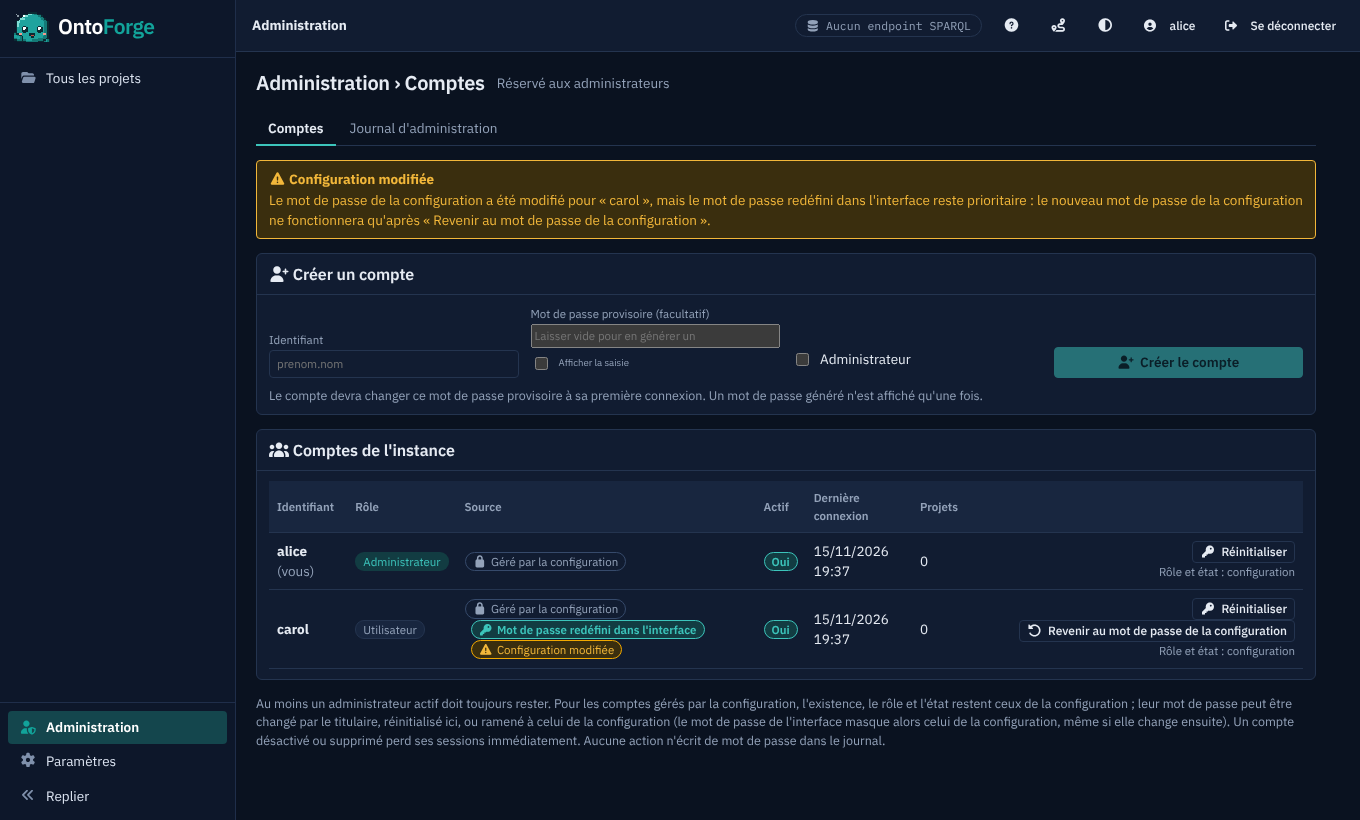 OntoForge
Administration
Aucun endpoint SPARQL
alice
Se déconnecter
Tous les projets
Administration › Comptes
Réservé aux administrateurs
Comptes
Journal d'administration
Configuration modifiée
Le mot de passe de la configuration a été modifié pour « carol », mais le mot de passe redéfini dans l'interface reste prioritaire : le nouveau mot de passe de la configuration
ne fonctionnera qu'après « Revenir au mot de passe de la configuration ».
Créer un compte
Identifiant
prenom.nom
Mot de passe provisoire (facultatif)
Laisser vide pour en générer un
Afficher la saisie
Administrateur
Créer le compte
Le compte devra changer ce mot de passe provisoire à sa première connexion. Un mot de passe généré n'est affiché qu'une fois.
Comptes de l'instance
Identifiant
Rôle
Source
Actif
Dernière
connexion
Projets
alice
(vous)
Administrateur
Géré par la configuration
Oui
15/11/2026
19:37
0
Réinitialiser
Rôle et état : configuration
carol
Utilisateur
Géré par la configuration
Mot de passe redéfini dans l'interface
Configuration modifiée
Oui
15/11/2026
19:37
0
Réinitialiser
Revenir au mot de passe de la configuration
Rôle et état : configuration
Au moins un administrateur actif doit toujours rester. Pour les comptes gérés par la configuration, l'existence, le rôle et l'état restent ceux de la configuration ; leur mot de passe peut être
changé par le titulaire, réinitialisé ici, ou ramené à celui de la configuration (le mot de passe de l'interface masque alors celui de la configuration, même si elle change ensuite). Un compte
désactivé ou supprimé perd ses sessions immédiatement. Aucune action n'écrit de mot de passe dans le journal.
Administration
Paramètres
Replier